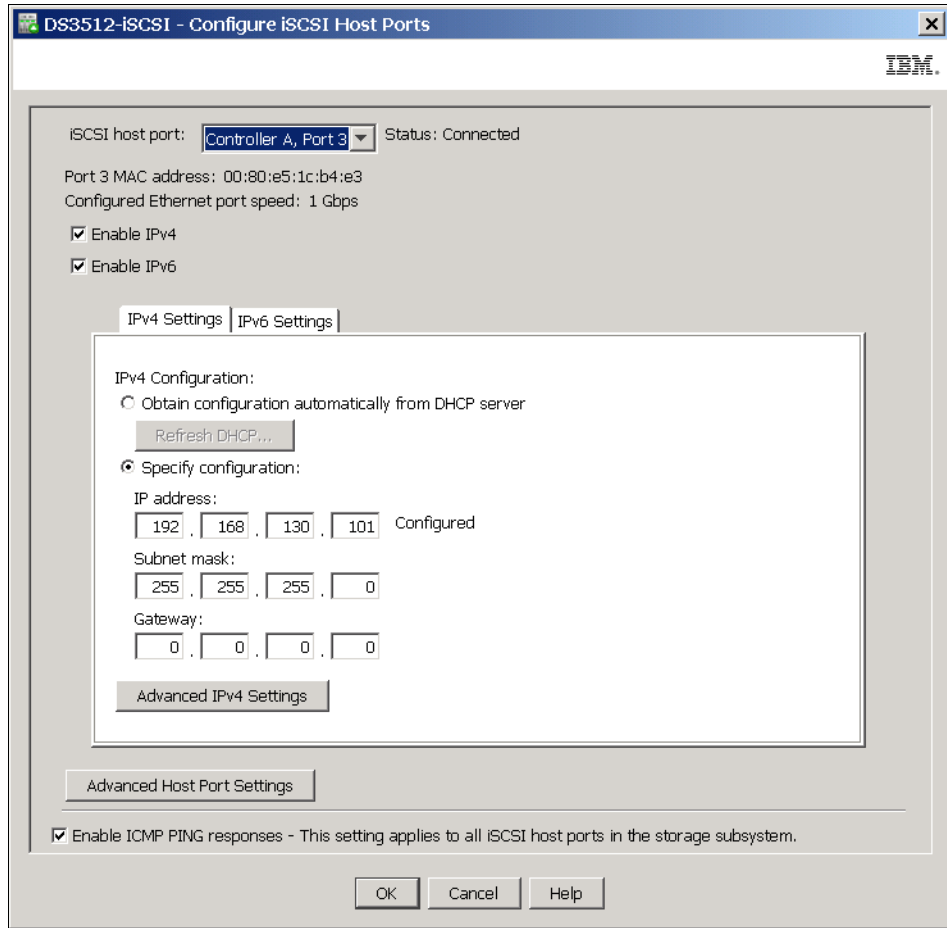 DS3512-iSCSI - Configure iSCSI Host Ports
IBM.
iSCSI host port: Controller A, Port 3 Status: Connected
Port 3 MAC address: 00:80:e5:1c:b4:e3
Configured Ethernet port speed: 1 Gbps
Enable IPv4
Enable IPv6
IPv4 Settings IPv6 Settings
IPv4 Configuration:
Obtain configuration automatically from DHCP server
Refresh DHCP...
Specify configuration:
IP address:
192 . 168 . 130 . 101 Configured
Subnet mask:
255 . 255 . 255 . 0
Gateway:
0 . 0 . 0 . 0
Advanced IPv4 Settings
Advanced Host Port Settings
Enable ICMP PING responses - This setting applies to all iSCSI host ports in the storage subsystem.
OK Cancel Help